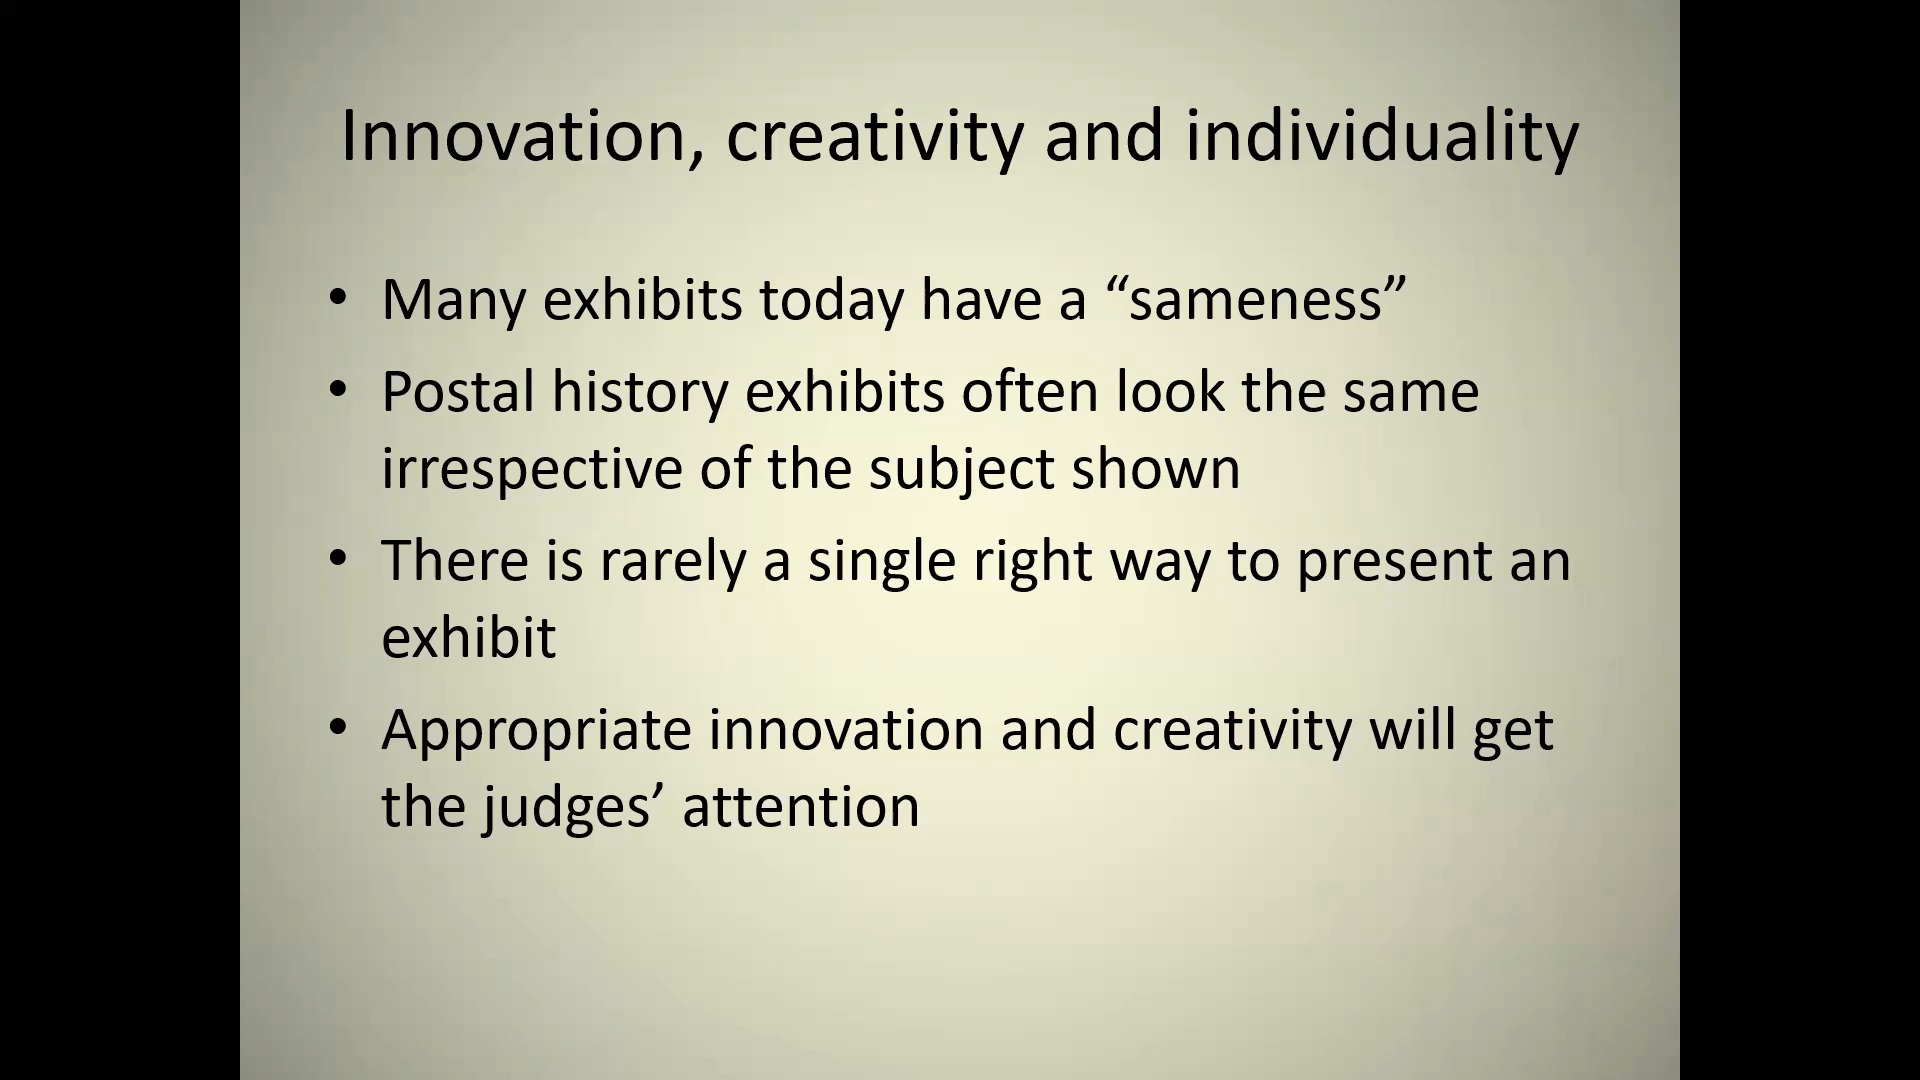 Innovation, creativity and individuality
• Many exhibits today have a “sameness”
• Postal history exhibits often look the same
irrespective of the subject shown
• There is rarely a single right way to present an
exhibit
• Appropriate innovation and creativity will get
the judges’ attention